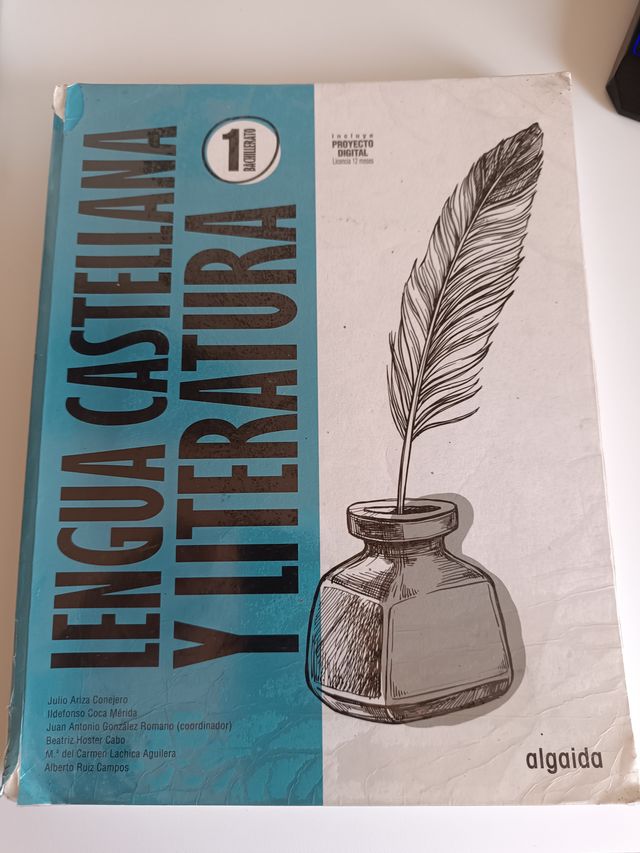 LENGUA CASTELLANA
Y LITERATURA
1
BACHILLERATO
incluye
PROYECTO
DIGITAL
Licencia 12 meses
Julio Ariza Conejero
Ildefonso Coca Mérida
Juan Antonio González Romano (coordinador)
Beatriz Hoster Cabo
M.ª del Carmen Lachica Aguilera
Alberto Ruiz Campos
algaida